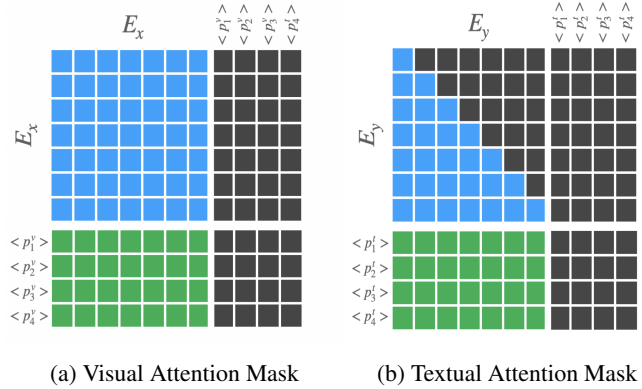 E_x
< p_1^v >
< p_2^v >
< p_3^v >
< p_4^v >
E_x
< p_1^v >
< p_2^v >
< p_3^v >
< p_4^v >
(a) Visual Attention Mask
E_y
< p_1^t >
< p_2^t >
< p_3^t >
< p_4^t >
E_y
< p_1^t >
< p_2^t >
< p_3^t >
< p_4^t >
(b) Textual Attention Mask